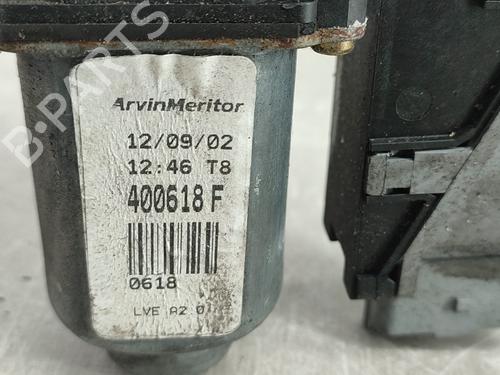 B-PARTS
ArvinMeritor
12/09/02
12:46 T8
400618 F
0618
LVE A2 0